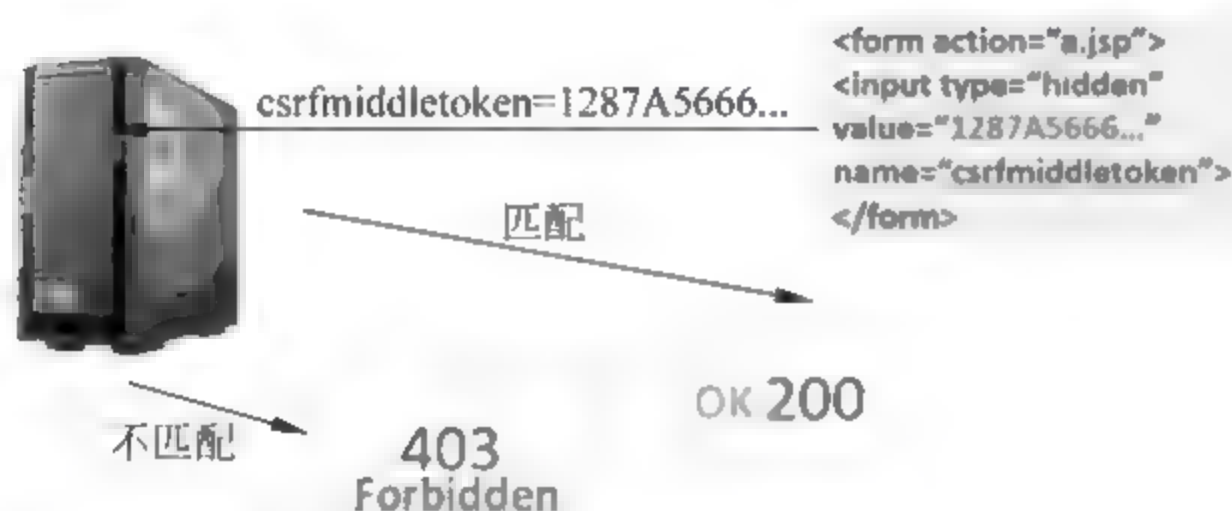 <form action="a.jsp">
<input type="hidden"
value="1287A5666..."
name="csrfmiddletoken">
</form>
csrfmiddletoken=1287A5666...
匹配
OK 200
不匹配
403
Forbidden